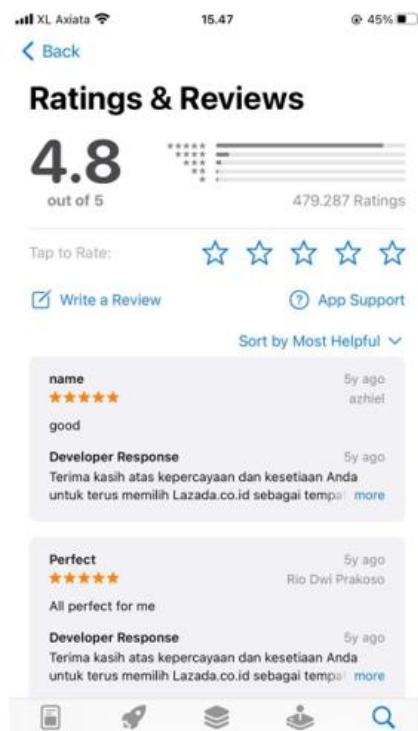 XL Axiata 15.47 45%
Back
Ratings & Reviews
4.8
out of 5
479.287 Ratings
Tap to Rate:
Write a Review
App Support
Sort by Most Helpful
name 5y ago
azhiel
good
Developer Response 5y ago
Terima kasih atas kepercayaan dan kesetiaan Anda
untuk terus memilih Lazada.co.id sebagai tempat more
Perfect 5y ago
Rio Dwi Prakoso
All perfect for me
Developer Response 5y ago
Terima kasih atas kepercayaan dan kesetiaan Anda
untuk terus memilih Lazada.co.id sebagai tempat more